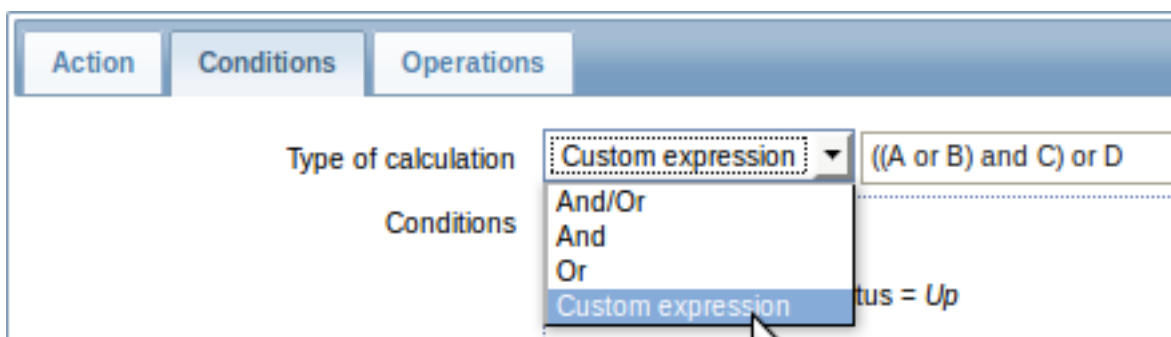 Action Conditions Operations
Type of calculation Custom expression ((A or B) and C) or D
And/Or
Conditions
And
Or
Custom expression
tus = Up